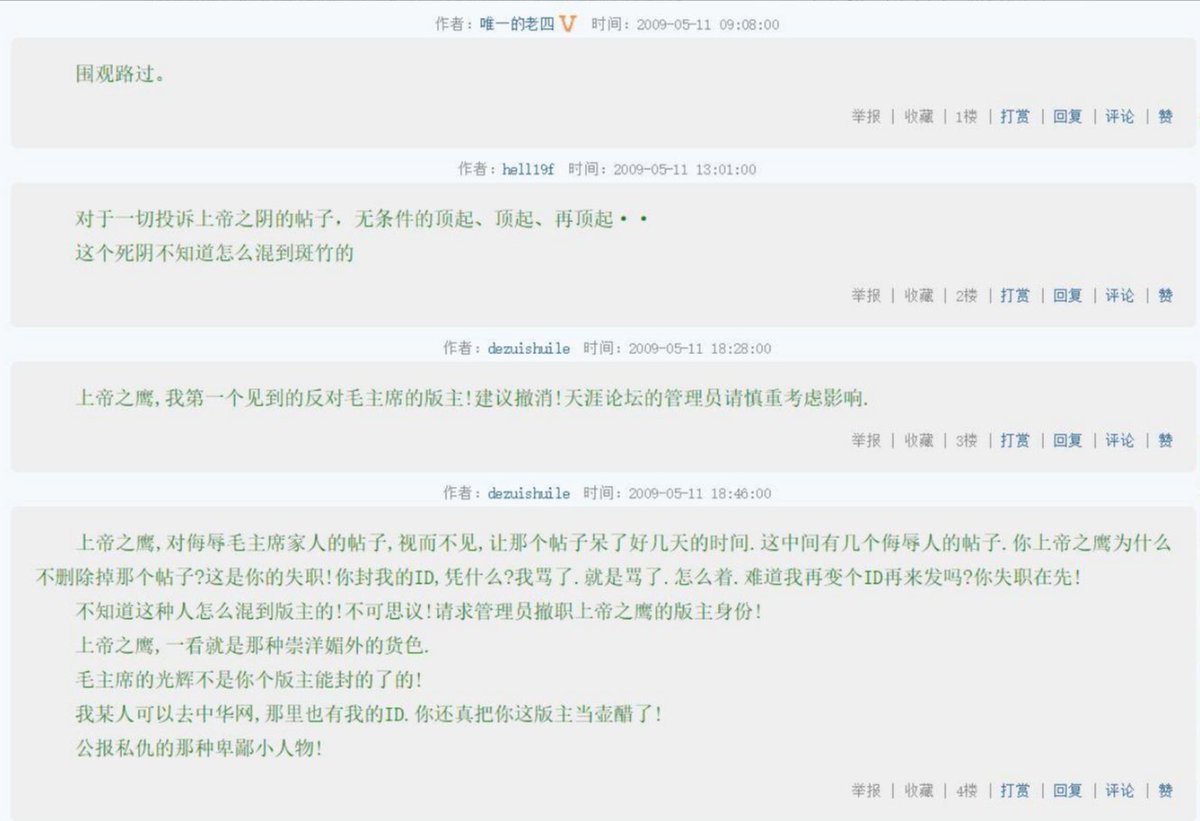 作者：唯一的老四 V 时间：2009-05-11 09:08:00
围观路过。
举报 | 收藏 | 1楼 | 打赏 | 回复 | 评论 | 赞
作者：hell19f 时间：2009-05-11 13:01:00
对于一切投诉上帝之阴的帖子，无条件的顶起、顶起、再顶起··
这个死阴不知道怎么混到斑竹的
举报 | 收藏 | 2楼 | 打赏 | 回复 | 评论 | 赞
作者：dezuishuile 时间：2009-05-11 18:28:00
上帝之鹰,我第一个见到的反对毛主席的版主!建议撤消!天涯论坛的管理员请慎重考虑影响.
举报 | 收藏 | 3楼 | 打赏 | 回复 | 评论 | 赞
作者：dezuishuile 时间：2009-05-11 18:46:00
上帝之鹰,对侮辱毛主席家人的帖子,视而不见,让那个帖子呆了好几天的时间.这中间有几个侮辱人的帖子.你上帝之鹰为什么
不删除掉那个帖子?这是你的失职!你封我的ID,凭什么?我骂了.就是骂了.怎么着.难道我再变个ID再来发吗?你失职在先!
不知道这种人怎么混到版主的!不可思议!请求管理员撤职上帝之鹰的版主身份!
上帝之鹰,一看就是那种崇洋媚外的货色.
毛主席的光辉不是你个版主能封的了的!
我某人可以去中华网,那里也有我的ID.你还真把你这版主当壶醋了!
公报私仇的那种卑鄙小人物!
举报 | 收藏 | 4楼 | 打赏 | 回复 | 评论 | 赞